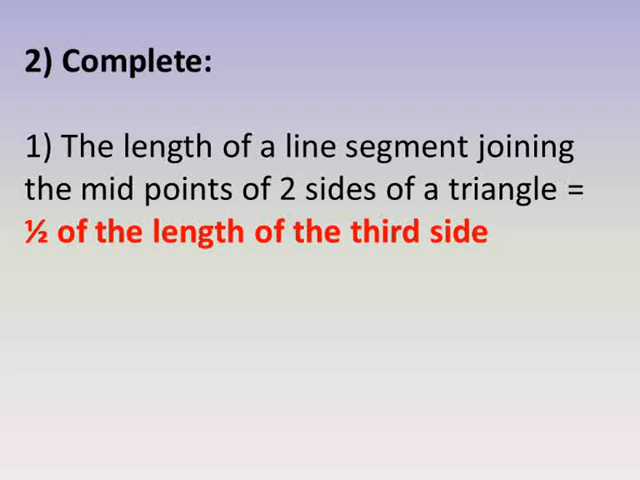 2) Complete:
1) The length of a line segment joining
the mid points of 2 sides of a triangle =
½ of the length of the third side